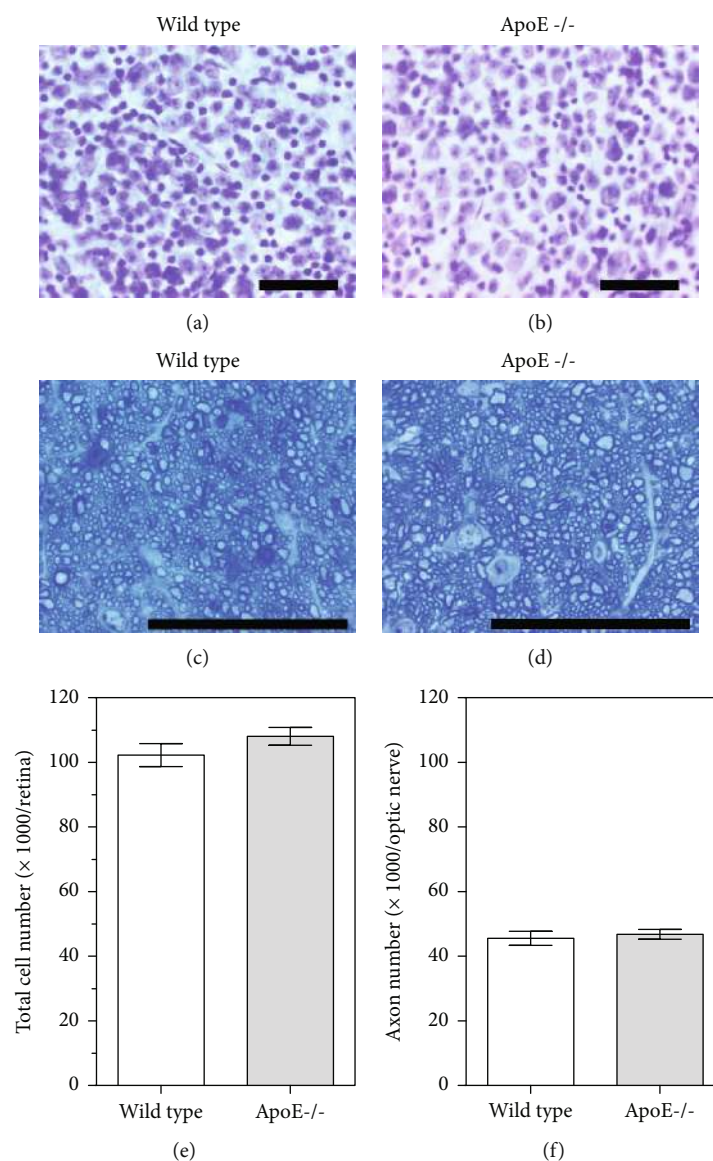 Wild type
ApoE -/-
(a)
(b)
Wild type
ApoE -/-
(c)
(d)
120
100
80
60
40
20
0
Total cell number (× 1000/retina)
Wild type
ApoE-/-
(e)
120
100
80
60
40
20
0
Axon number (× 1000/optic nerve)
Wild type
ApoE-/-
(f)